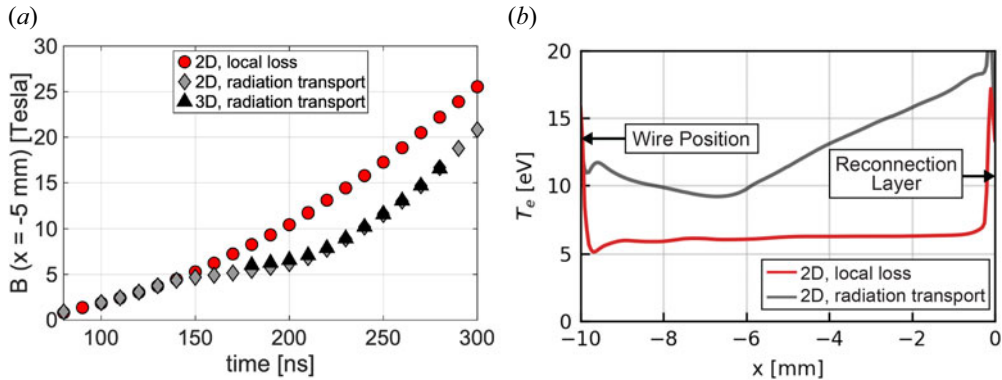 (a)
B (x = -5 mm) [Tesla]
30
25
20
15
10
5
0
2D, local loss
2D, radiation transport
3D, radiation transport
100 150 200 250 300
time [ns]
(b)
T_e [eV]
20
15
10
5
0
Wire Position
Reconnection
Layer
2D, local loss
2D, radiation transport
−10 −8 −6 −4 −2 0
x [mm]